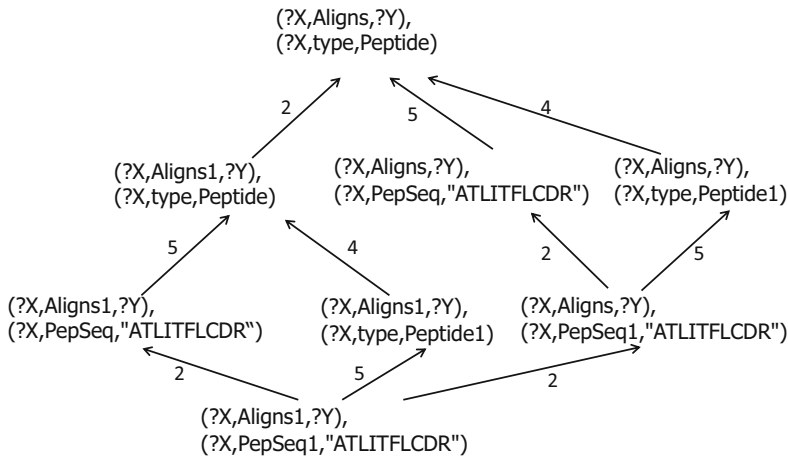 (?X,Aligns,?Y),
(?X,type,Peptide)
2
5
4
(?X,Aligns1,?Y),
(?X,type,Peptide)
(?X,Aligns,?Y),
(?X,PepSeq,"ATLITFLCDR")
(?X,Aligns,?Y),
(?X,type,Peptide1)
5
4
2
5
(?X,Aligns1,?Y),
(?X,PepSeq,"ATLITFLCDR“)
(?X,Aligns1,?Y),
(?X,type,Peptide1)
(?X,Aligns,?Y),
(?X,PepSeq1,"ATLITFLCDR")
2
5
2
(?X,Aligns1,?Y),
(?X,PepSeq1,"ATLITFLCDR")